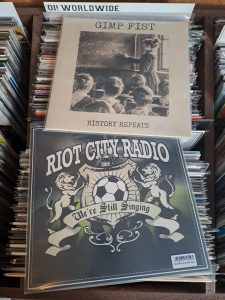 OI! WORLDWIDE
GIMP FIST
HISTORY REPEATS
RIOT CITY RADIO
We're Still Singing